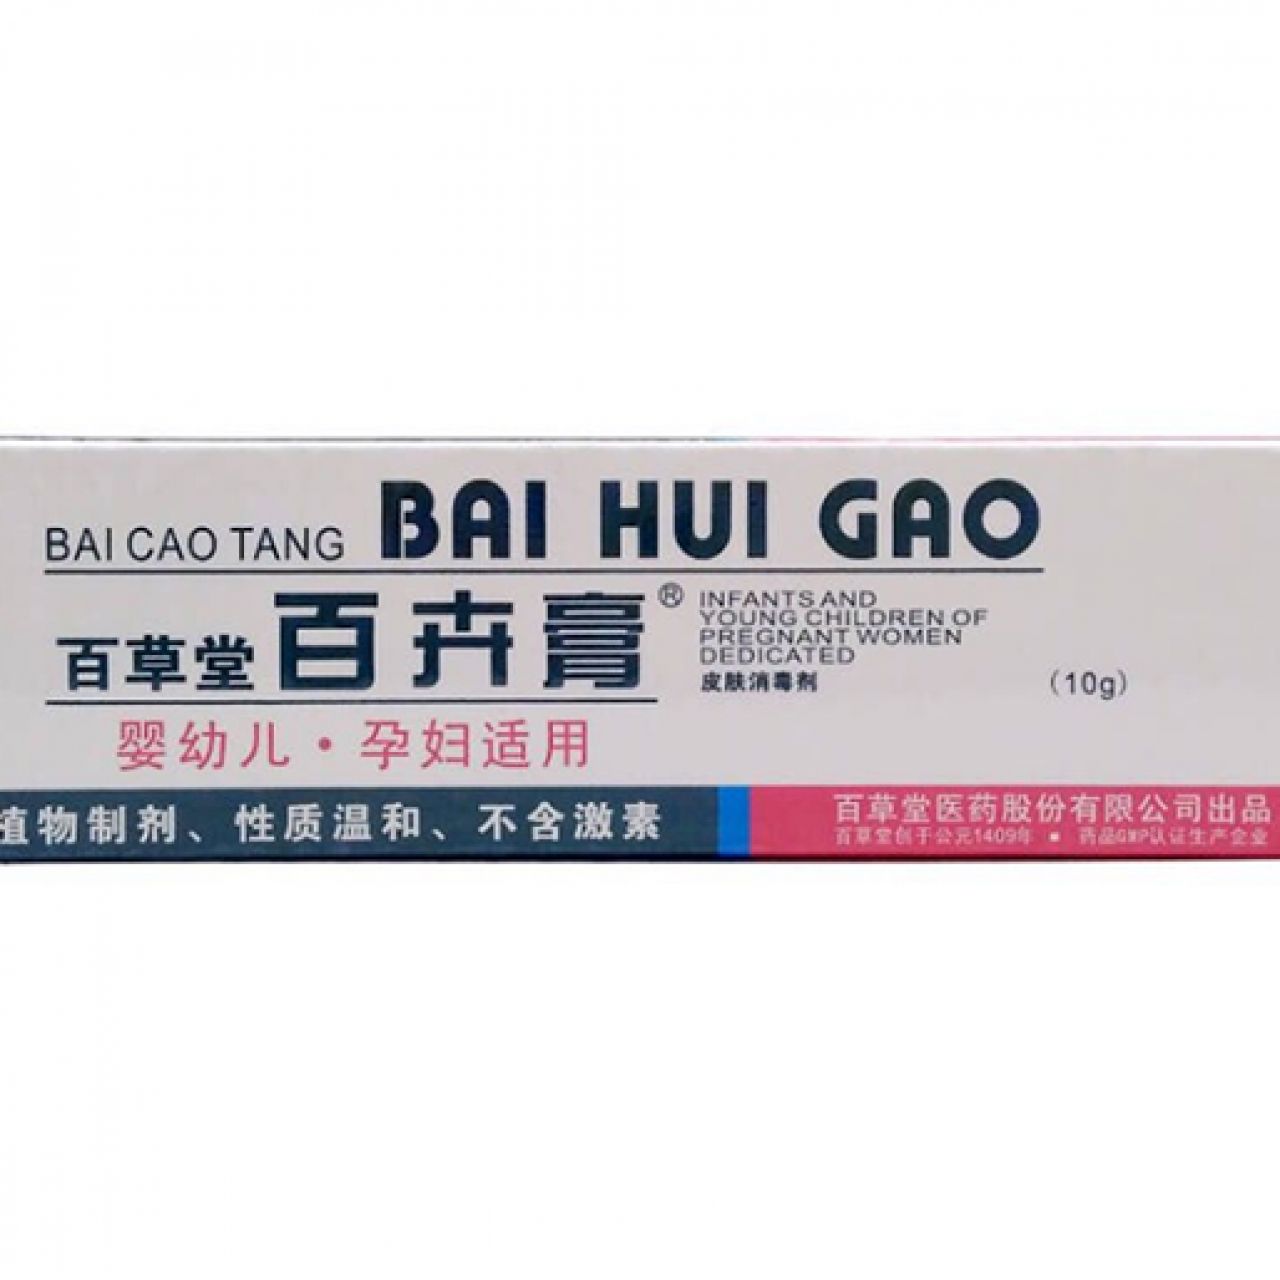 BAI CAO TANG BAI HUI GAO
百草堂百卉膏®
INFANTS AND
YOUNG CHILDREN OF
PREGNANT WOMEN
DEDICATED
皮肤消毒剂
(10g)
婴幼儿·孕妇适用
植物制剂、性质温和、不含激素
百草堂医药股份有限公司出品
百草堂创于公元1409年 ▪ 药品GMP认证生产企业